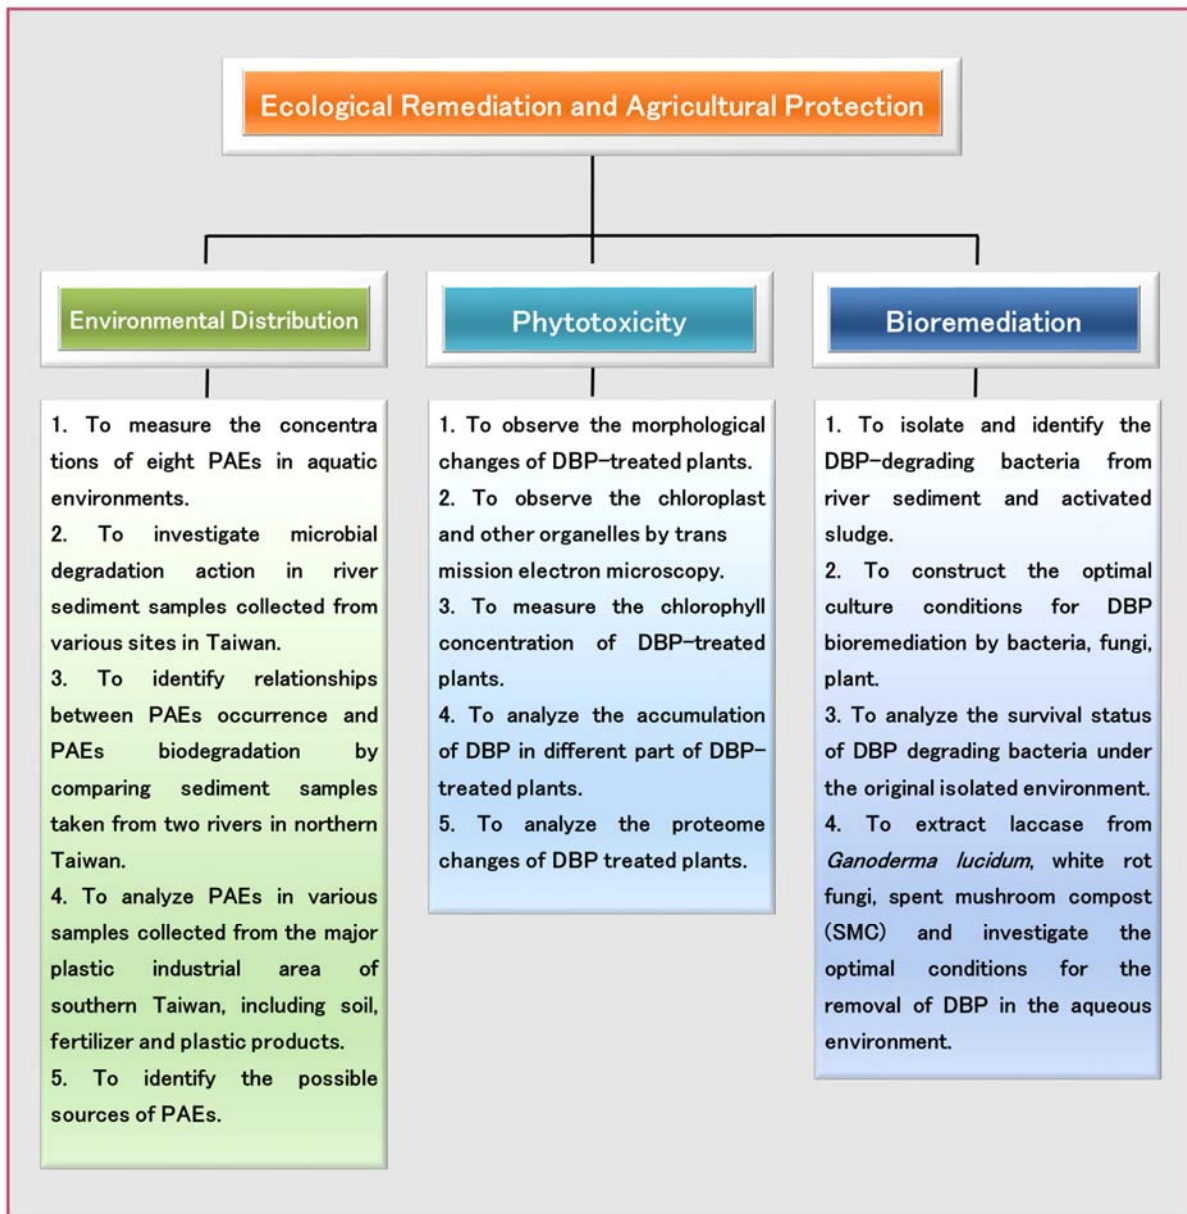 Ecological Remediation and Agricultural Protection
Environmental Distribution
1. To measure the concentra
tions of eight PAEs in aquatic
environments.
2. To investigate microbial
degradation action in river
sediment samples collected from
various sites in Taiwan.
3. To identify relationships
between PAEs occurrence and
PAEs biodegradation by
comparing sediment samples
taken from two rivers in northern
Taiwan.
4. To analyze PAEs in various
samples collected from the major
plastic industrial area of
southern Taiwan, including soil,
fertilizer and plastic products.
5. To identify the possible
sources of PAEs.
Phytotoxicity
1. To observe the morphological
changes of DBP-treated plants.
2. To observe the chloroplast
and other organelles by trans
mission electron microscopy.
3. To measure the chlorophyll
concentration of DBP-treated
plants.
4. To analyze the accumulation
of DBP in different part of DBP-
treated plants.
5. To analyze the proteome
changes of DBP treated plants.
Bioremediation
1. To isolate and identify the
DBP-degrading bacteria from
river sediment and activated
sludge.
2. To construct the optimal
culture conditions for DBP
bioremediation by bacteria, fungi,
plant.
3. To analyze the survival status
of DBP degrading bacteria under
the original isolated environment.
4. To extract laccase from
Ganoderma lucidum, white rot
fungi, spent mushroom compost
(SMC) and investigate the
optimal conditions for the
removal of DBP in the aqueous
environment.